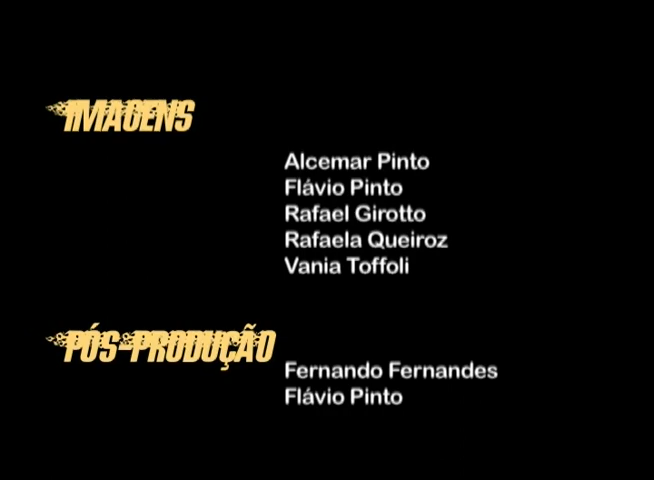 IMAGENS
Alcemar Pinto
Flávio Pinto
Rafael Girotto
Rafaela Queiroz
Vania Toffoli
PÓS-PRODUÇÃO
Fernando Fernandes
Flávio Pinto